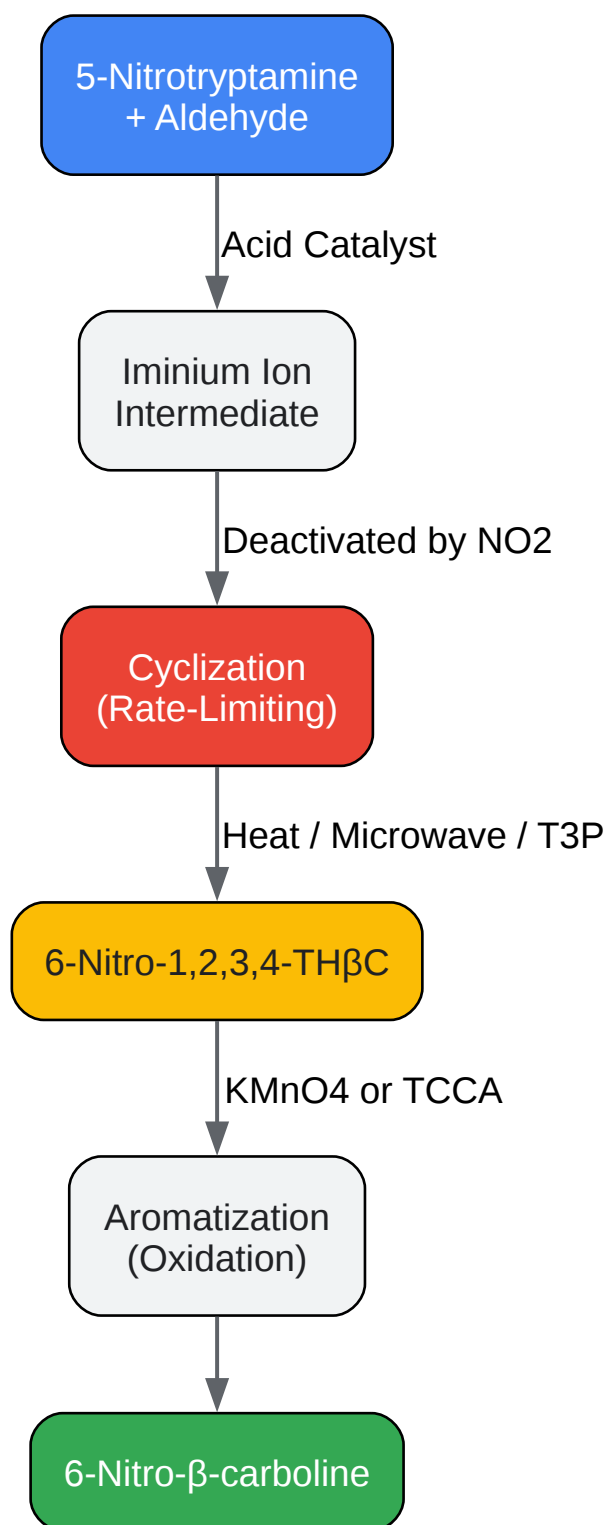 5-Nitrotryptamine
+ Aldehyde
Acid Catalyst
Iminium Ion
Intermediate
Deactivated by NO2
Cyclization
(Rate-Limiting)
Heat / Microwave / T3P
6-Nitro-1,2,3,4-THβC
KMnO4 or TCCA
Aromatization
(Oxidation)
6-Nitro-β-carboline